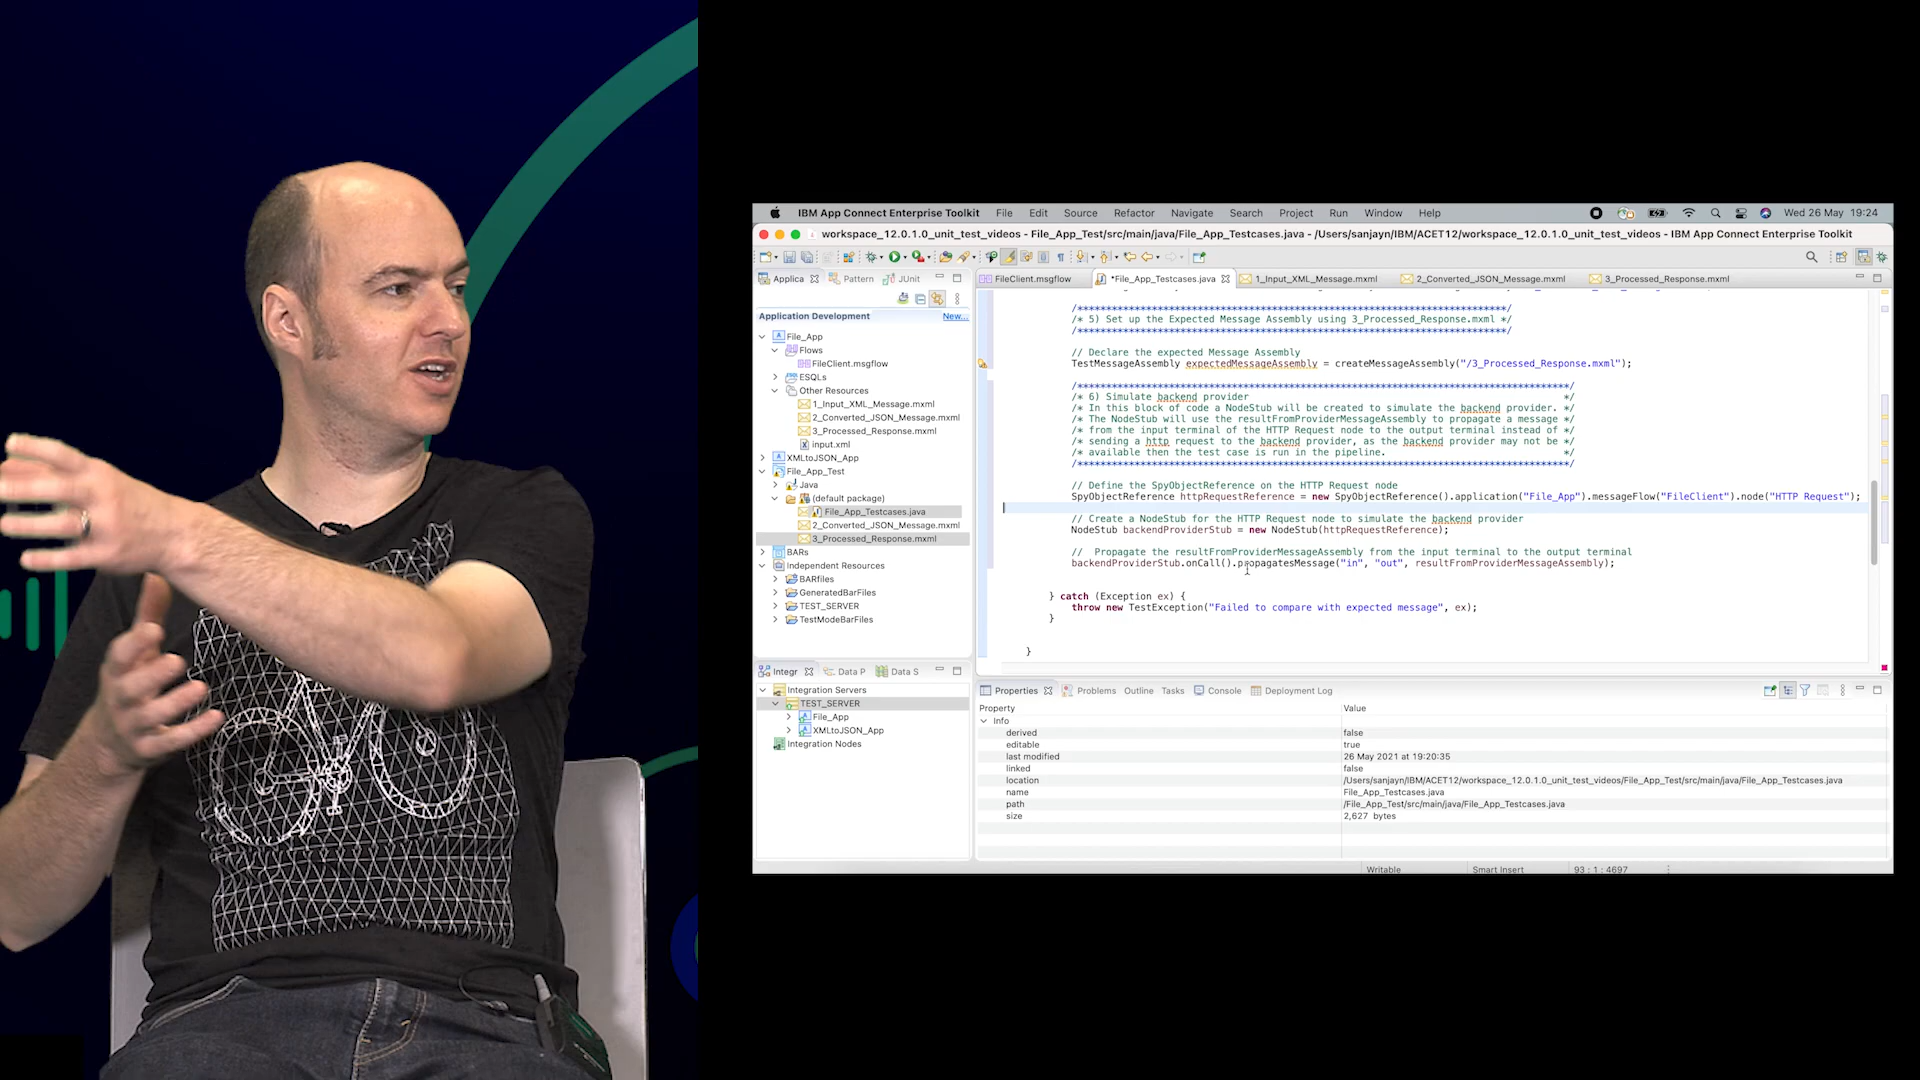 IBM App Connect Enterprise Toolkit File Edit Source Refactor Navigate Search Project Run Window Help Wed 26 May 19:24
workspace_12.0.1.0_unit_test_videos - File_App_Test/src/main/java/File_App_Testcases.java - /Users/sanjayn/IBM/ACET12/workspace_12.0.1.0_unit_test_videos - IBM App Connect Enterprise Toolkit
Applica Pattern JUnit
Application Development New...
File_App
Flows
FileClient.msgflow
ESQLs
Other Resources
1_Input_XML_Message.mxml
2_Converted_JSON_Message.mxml
3_Processed_Response.mxml
input.xml
XMLtoJSON_App
File_App_Test
Java
(default package)
File_App_Testcases.java
2_Converted_JSON_Message.mxml
3_Processed_Response.mxml
BARs
Independent Resources
BARfiles
GeneratedBarFiles
TEST_SERVER
TestModeBarFiles
Integr Data P Data S
Integration Servers
TEST_SERVER
File_App
XMLtoJSON_App
Integration Nodes
FileClient.msgflow *File_App_Testcases.java 1_Input_XML_Message.mxml 2_Converted_JSON_Message.mxml 3_Processed_Response.mxml
/**********************************************************************/
/* 5) Set up the Expected Message Assembly using 3_Processed_Response.mxml */
/**********************************************************************/
// Declare the expected Message Assembly
TestMessageAssembly expectedMessageAssembly = createMessageAssembly("/3_Processed_Response.mxml");
/**********************************************************************************/
/* 6) Simulate backend provider */
/* In this block of code a NodeStub will be created to simulate the backend provider. */
/* The NodeStub will use the resultFromProviderMessageAssembly to propagate a message */
/* from the input terminal of the HTTP Request node to the output terminal instead of */
/* sending a http request to the backend provider, as the backend provider may not be */
/* available then the test case is run in the pipeline. */
/**********************************************************************************/
// Define the SpyObjectReference on the HTTP Request node
SpyObjectReference httpRequestReference = new SpyObjectReference().application("File_App").messageFlow("FileClient").node("HTTP Request");
// Create a NodeStub for the HTTP Request node to simulate the backend provider
NodeStub backendProviderStub = new NodeStub(httpRequestReference);
// Propagate the resultFromProviderMessageAssembly from the input terminal to the output terminal
backendProviderStub.onCall().propagatesMessage("in", "out", resultFromProviderMessageAssembly);
} catch (Exception ex) {
throw new TestException("Failed to compare with expected message", ex);
}
}
Properties Problems Outline Tasks Console Deployment Log
Property Value
Info
derived false
editable true
last modified 26 May 2021 at 19:20:35
linked false
location /Users/sanjayn/IBM/ACET12/workspace_12.0.1.0_unit_test_videos/File_App_Test/src/main/java/File_App_Testcases.java
name File_App_Testcases.java
path /File_App_Test/src/main/java/File_App_Testcases.java
size 2,627 bytes
Writable Smart Insert 93 : 1 : 4697